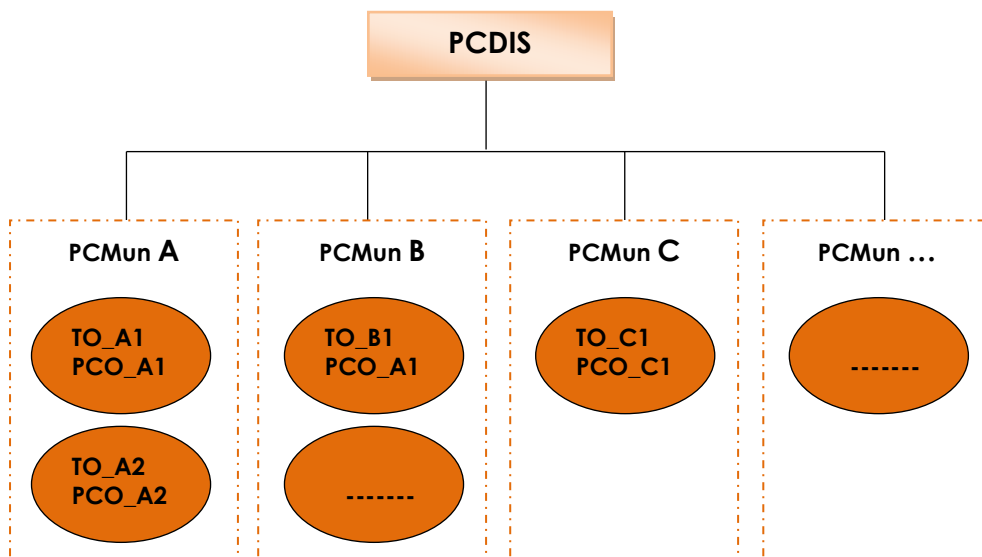 PCDIS
PCMun A
PCMun B
PCMun C
PCMun ...
TO_A1
PCO_A1
TO_B1
PCO_A1
TO_C1
PCO_C1
-------
TO_A2
PCO_A2
-------